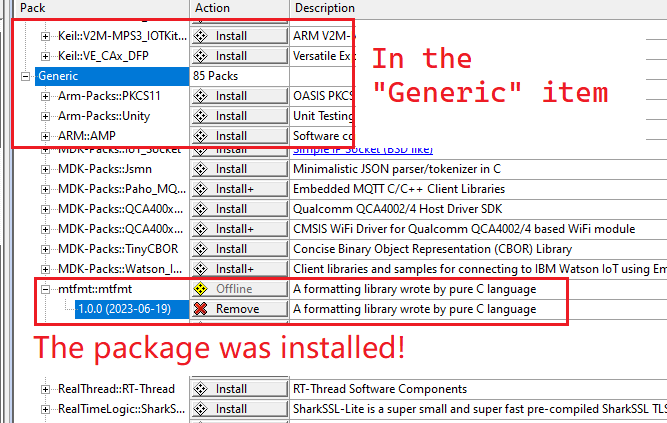 Pack Action Description
Keil::V2M-MPS3_IOTKit... Install ARM V2M-
Keil::VE_CAx_DFP Install Versatile Ex
Generic 85 Packs
Arm-Packs::PKCS11 Install OASIS PKCS
Arm-Packs::Unity Install Unit Testing
ARM::AMP Install Software co
In the
"Generic" item
MDK-Packs::IoT_Socket Install Simple IP Socket (BSD like)
MDK-Packs::Jsmn Install Minimalistic JSON parser/tokenizer in C
MDK-Packs::Paho_MQ... Install+ Embedded MQTT C/C++ Client Libraries
MDK-Packs::QCA400x... Install Qualcomm QCA4002/4 Host Driver SDK
MDK-Packs::QCA400x... Install+ CMSIS WiFi Driver for Qualcomm QCA4002/4 based WiFi module
MDK-Packs::TinyCBOR Install Concise Binary Object Representation (CBOR) Library
MDK-Packs::Watson_I... Install+ Client libraries and samples for connecting to IBM Watson IoT using Em
mtfmt::mtfmt Offline A formatting library wrote by pure C language
1.0.0 (2023-06-19) Remove A formatting library wrote by pure C language
The package was installed!
RealThread::RT-Thread Install RT-Thread Software Components
RealTimeLogic::SharkS... Install SharkSSL-Lite is a super small and super fast pre-compiled SharkSSL TLS